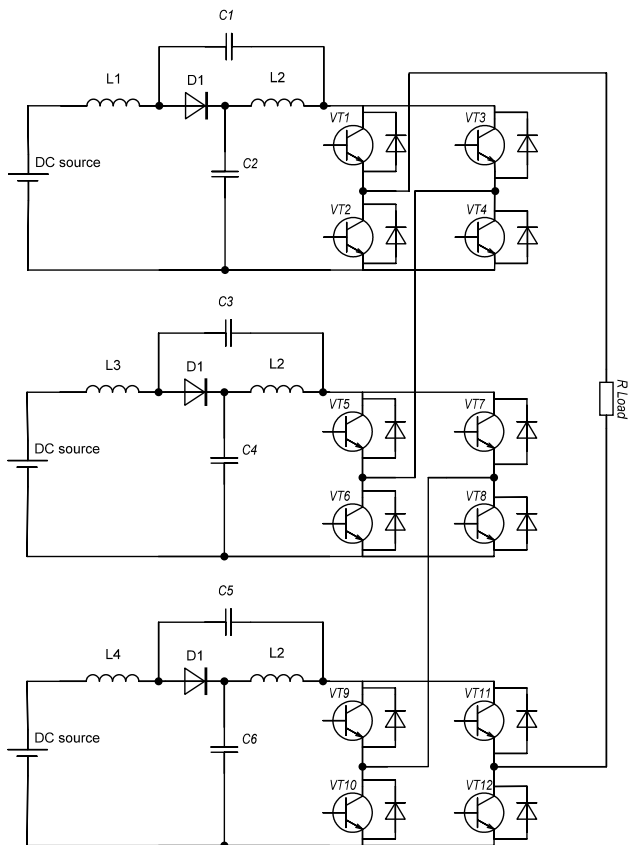 C1
L1
D1
L2
VT1
VT3
DC source
C2
VT2
VT4
C3
L3
D1
L2
VT5
VT7
R Load
DC source
C4
VT6
VT8
C5
L4
D1
L2
VT9
VT11
DC source
C6
VT10
VT12